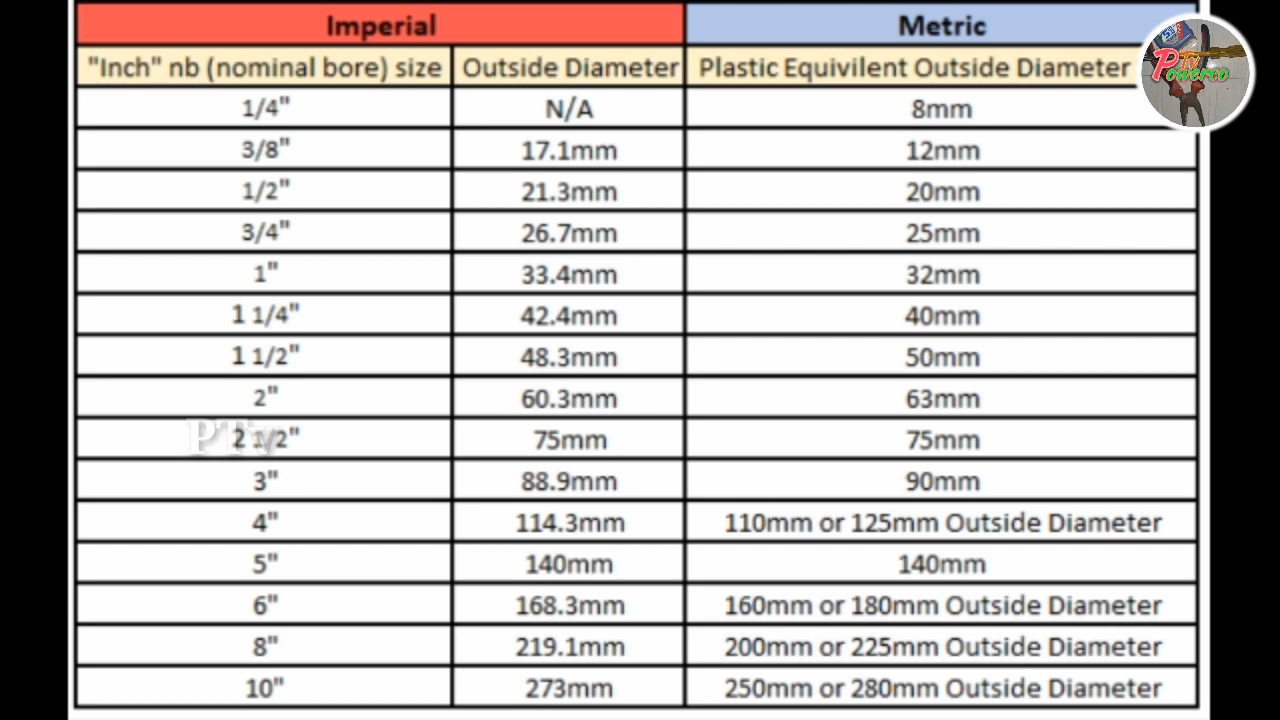 Imperial Metric
"Inch" nb (nominal bore) size Outside Diameter Plastic Equivilent Outside Diameter
1/4" N/A 8mm
3/8" 17.1mm 12mm
1/2" 21.3mm 20mm
3/4" 26.7mm 25mm
1" 33.4mm 32mm
1 1/4" 42.4mm 40mm
1 1/2" 48.3mm 50mm
2" 60.3mm 63mm
2 1/2" 75mm 75mm
3" 88.9mm 90mm
4" 114.3mm 110mm or 125mm Outside Diameter
5" 140mm 140mm
6" 168.3mm 160mm or 180mm Outside Diameter
8" 219.1mm 200mm or 225mm Outside Diameter
10" 273mm 250mm or 280mm Outside Diameter
PTv
Powerco
Tv